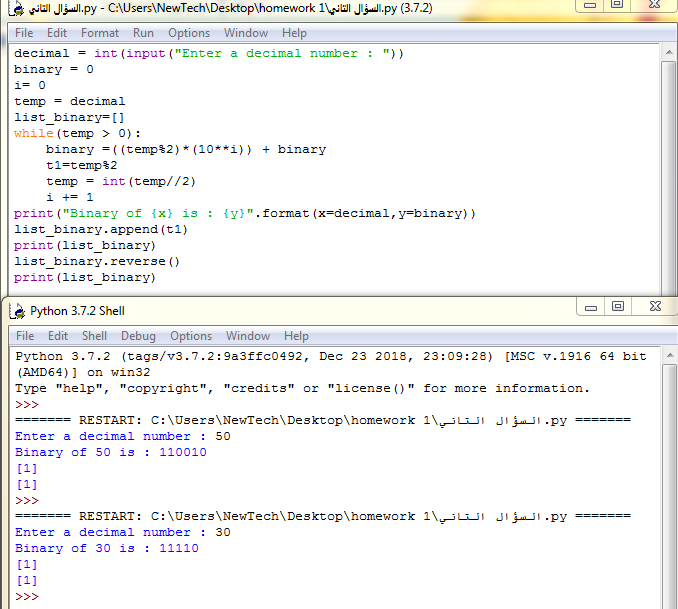 السؤال التاني.py - C:\Users\NewTech\Desktop\homework 1\السؤال التاني.py (3.7.2)
File Edit Format Run Options Window Help
decimal = int(input("Enter a decimal number : "))
binary = 0
i= 0
temp = decimal
list_binary=[]
while(temp > 0):
    binary =((temp%2)*(10**i)) + binary
    t1=temp%2
    temp = int(temp//2)
    i += 1
print("Binary of {x} is : {y}".format(x=decimal,y=binary))
list_binary.append(t1)
print(list_binary)
list_binary.reverse()
print(list_binary)
Python 3.7.2 Shell
File Edit Shell Debug Options Window Help
Python 3.7.2 (tags/v3.7.2:9a3ffc0492, Dec 23 2018, 23:09:28) [MSC v.1916 64 bit
(AMD64)] on win32
Type "help", "copyright", "credits" or "license()" for more information.
>>>
======= RESTART: C:\Users\NewTech\Desktop\homework 1\السؤال التاني.py =======
Enter a decimal number : 50
Binary of 50 is : 110010
[1]
[1]
>>>
======= RESTART: C:\Users\NewTech\Desktop\homework 1\السؤال التاني.py =======
Enter a decimal number : 30
Binary of 30 is : 11110
[1]
[1]
>>>